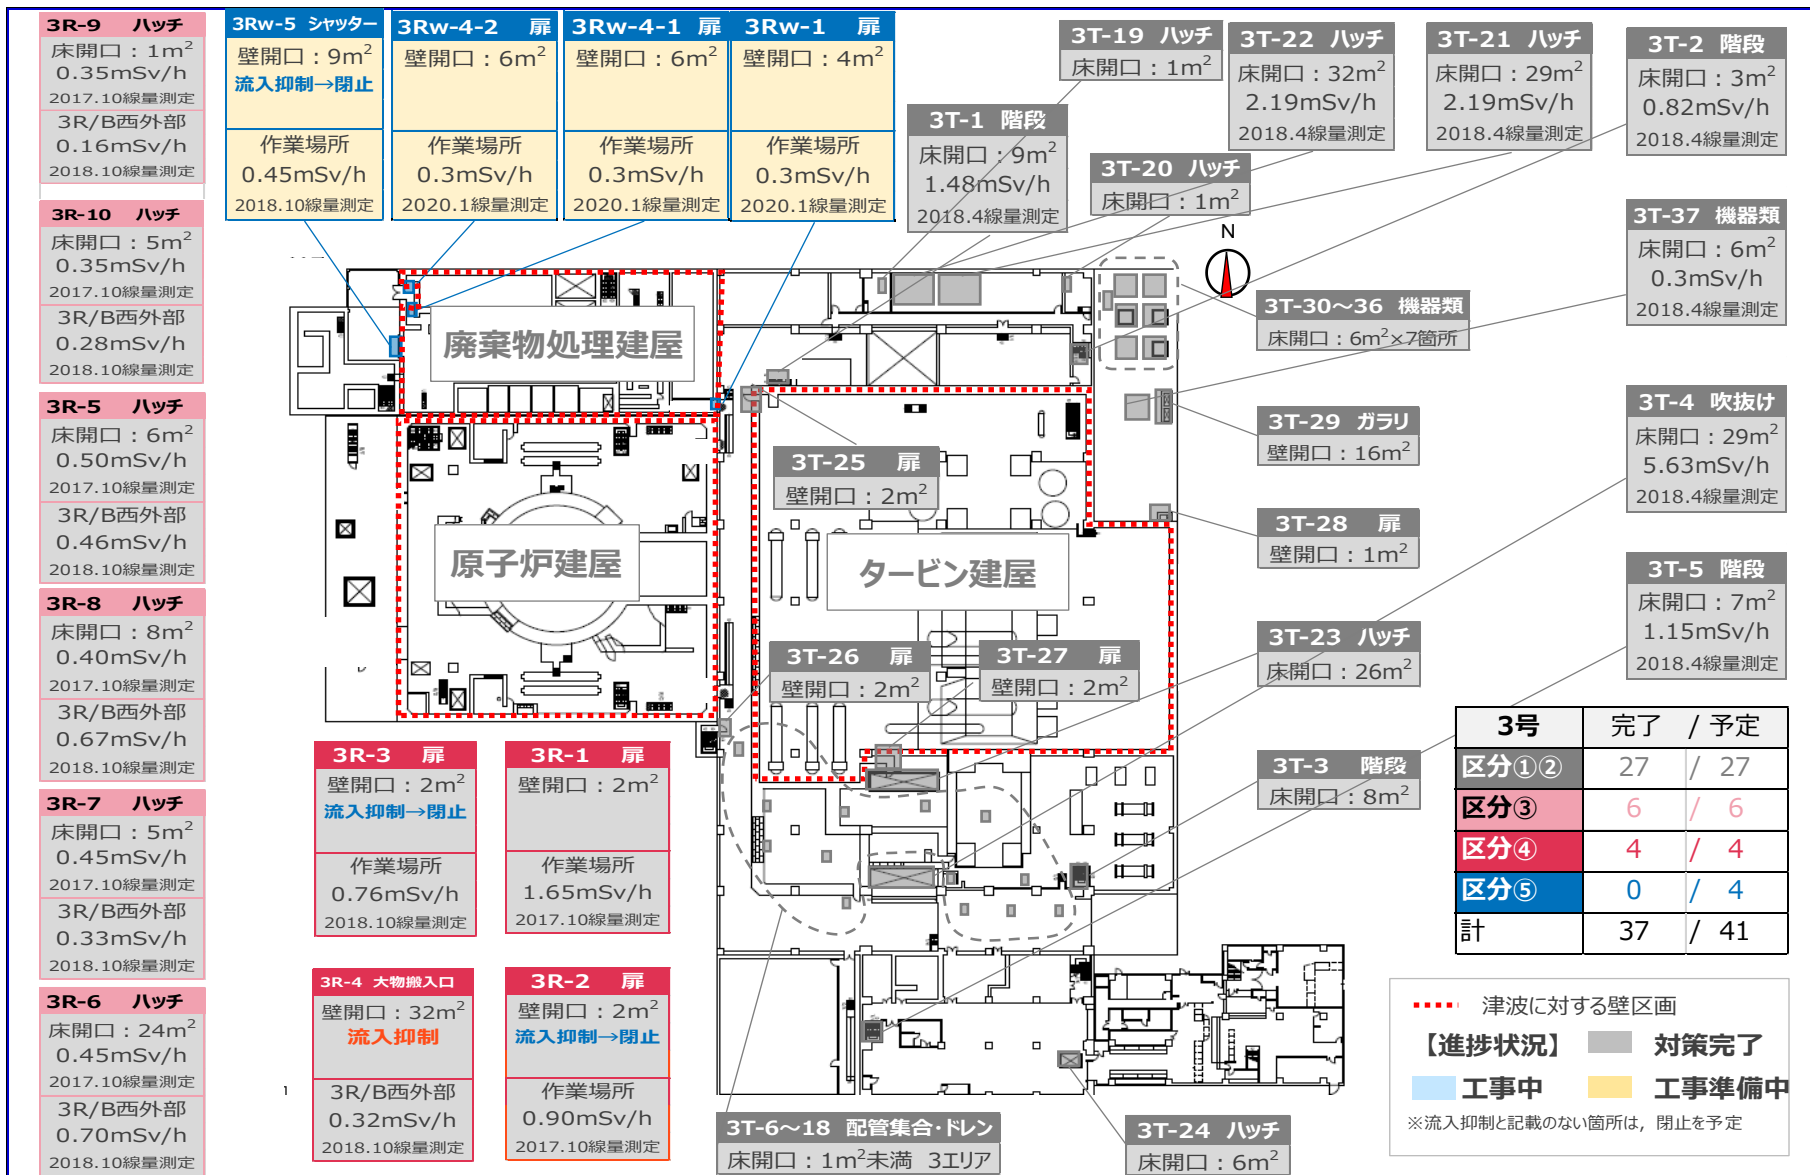 3R-9 ハッチ
床開口：1m²
0.35mSv/h
2017.10線量測定
3R/B西外部
0.16mSv/h
2018.10線量測定
3R-10 ハッチ
床開口：5m²
0.35mSv/h
2017.10線量測定
3R/B西外部
0.28mSv/h
2018.10線量測定
3R-5 ハッチ
床開口：6m²
0.50mSv/h
2017.10線量測定
3R/B西外部
0.46mSv/h
2018.10線量測定
3R-8 ハッチ
床開口：8m²
0.40mSv/h
2017.10線量測定
3R/B西外部
0.67mSv/h
2018.10線量測定
3R-7 ハッチ
床開口：5m²
0.45mSv/h
2017.10線量測定
3R/B西外部
0.33mSv/h
2018.10線量測定
3R-6 ハッチ
床開口：24m²
0.45mSv/h
2017.10線量測定
3R/B西外部
0.70mSv/h
2018.10線量測定
3Rw-5 シャッター
壁開口：9m²
流入抑制→閉止
作業場所
0.45mSv/h
2018.10線量測定
3Rw-4-2 扉
壁開口：6m²
作業場所
0.3mSv/h
2020.1線量測定
3Rw-4-1 扉
壁開口：6m²
作業場所
0.3mSv/h
2020.1線量測定
3Rw-1 扉
壁開口：4m²
作業場所
0.3mSv/h
2020.1線量測定
3T-1 階段
床開口：9m²
1.48mSv/h
2018.4線量測定
3T-19 ハッチ
床開口：1m²
3T-20 ハッチ
床開口：1m²
3T-22 ハッチ
床開口：32m²
2.19mSv/h
2018.4線量測定
3T-21 ハッチ
床開口：29m²
2.19mSv/h
2018.4線量測定
3T-2 階段
床開口：3m²
0.82mSv/h
2018.4線量測定
3T-37 機器類
床開口：6m²
0.3mSv/h
N
3T-30～36 機器類
床開口：6m²×7箇所
3T-4 吹抜け
床開口：29m²
5.63mSv/h
2018.4線量測定
3T-29 ガラリ
壁開口：16m²
3T-28 扉
壁開口：1m²
3T-5 階段
床開口：7m²
1.15mSv/h
2018.4線量測定
3T-23 ハッチ
床開口：26m²
3T-3 階段
床開口：8m²
廃棄物処理建屋
原子炉建屋
タービン建屋
3T-25 扉
壁開口：2m²
3T-26 扉
壁開口：2m²
3T-27 扉
壁開口：2m²
3R-3 扉
壁開口：2m²
流入抑制→閉止
作業場所
0.76mSv/h
2018.10線量測定
3R-1 扉
壁開口：2m²
作業場所
1.65mSv/h
2017.10線量測定
3R-4 大物搬入口
壁開口：32m²
流入抑制
3R/B西外部
0.32mSv/h
2018.10線量測定
3R-2 扉
壁開口：2m²
流入抑制→閉止
作業場所
0.90mSv/h
2017.10線量測定
1
3T-6～18 配管集合・ドレン
床開口：1m²未満 3エリア
3T-24 ハッチ
床開口：6m²
3号 完了 / 予定
区分①② 27 / 27
区分③ 6 / 6
区分④ 4 / 4
区分⑤ 0 / 4
計 37 / 41
津波に対する壁区画
【進捗状況】 対策完了
工事中 工事準備中
※流入抑制と記載のない箇所は，閉止を予定